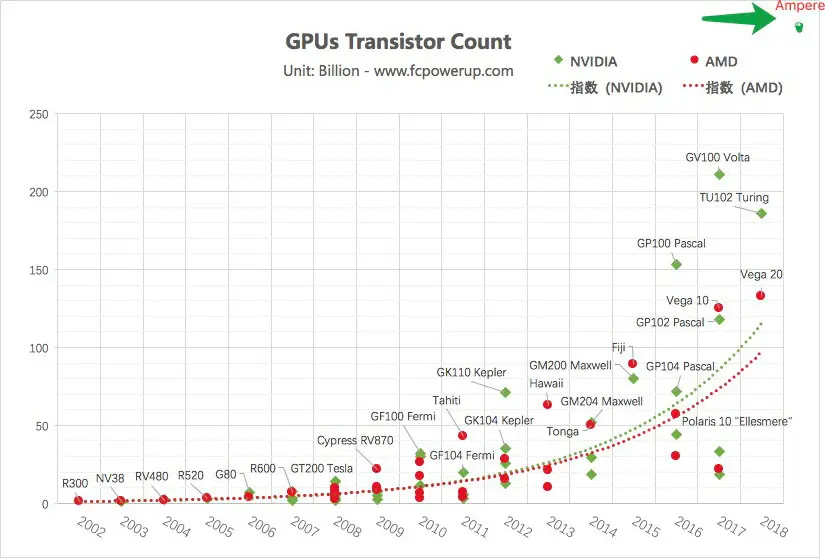 Ampere
GPUs Transistor Count
Unit: Billion - www.fcpowerup.com
NVIDIA
AMD
指数 (NVIDIA)
指数 (AMD)
250
200
150
100
50
0
GV100 Volta
TU102 Turing
GP100 Pascal
Vega 20
Vega 10
GP102 Pascal
Fiji
GM200 Maxwell
GP104 Pascal
GK110 Kepler
Hawaii
Tahiti
GM204 Maxwell
GF100 Fermi
GK104 Kepler
Polaris 10 "Ellesmere"
Tonga
Cypress RV870
GF104 Fermi
R300
NV38
RV480
R520
G80
R600
GT200 Tesla
2002
2003
2004
2005
2006
2007
2008
2009
2010
2011
2012
2013
2014
2015
2016
2017
2018